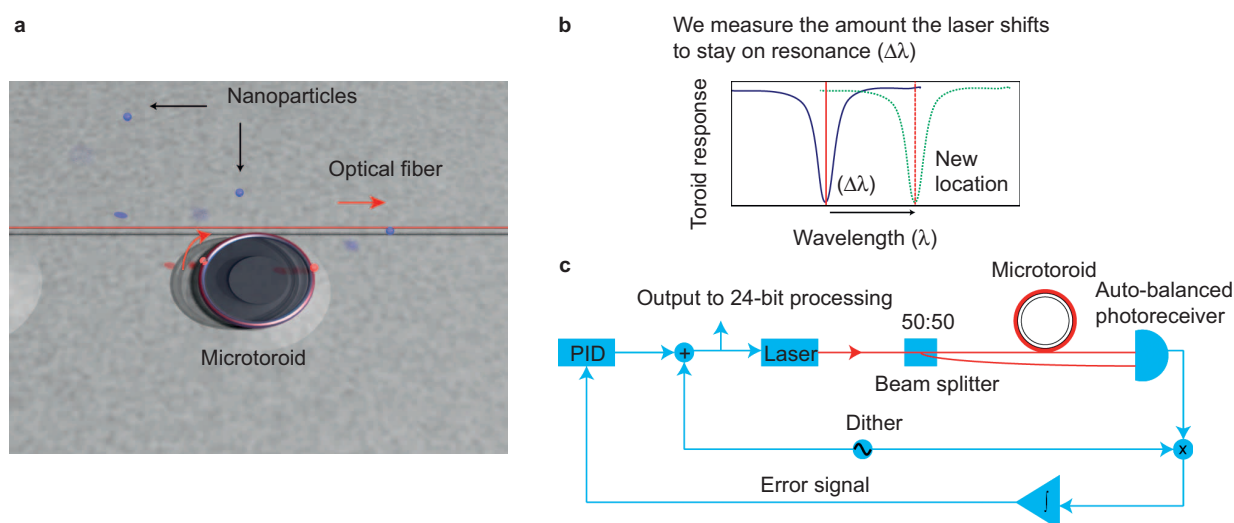 a
Nanoparticles
Optical fiber
Microtoroid
b
We measure the amount the laser shifts
to stay on resonance (Δλ)
Toroid response
(Δλ)
New
location
Wavelength (λ)
c
Microtoroid
Output to 24-bit processing
Auto-balanced
photoreceiver
50:50
PID
+
Laser
Beam splitter
Dither
x
Error signal
∫